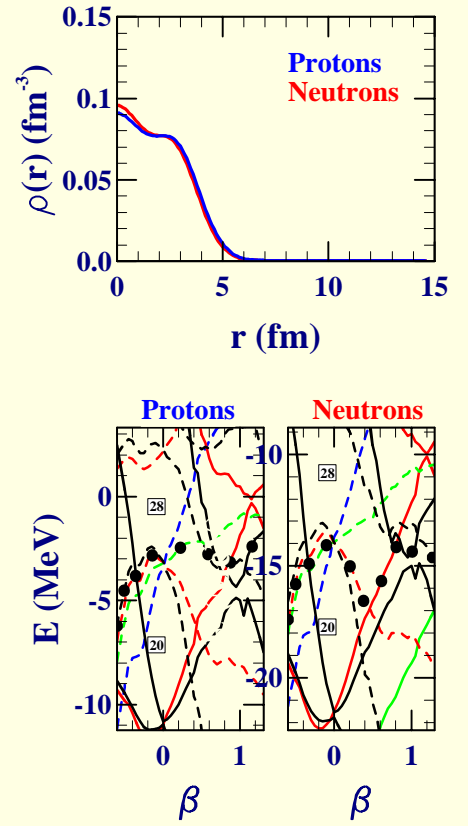 0.15
Protons
Neutrons
0.1
0.05
0.0
ρ(r) (fm⁻³)
0 5 10 15
r (fm)
Protons Neutrons
0
-5
-10
E (MeV)
28
20
-10
-15
-20
28
20
0 1 0 1
β β